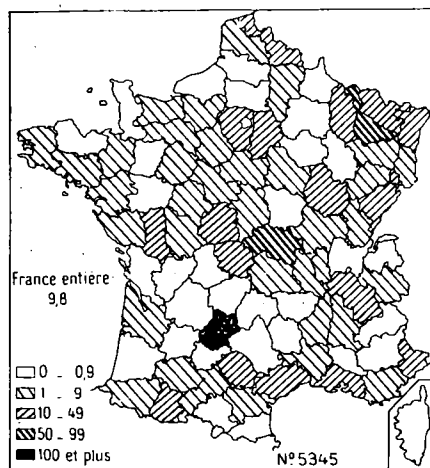 France entière
9,8
0 _ 0,9
1 _ 9
10 _ 49
50 _ 99
100 et plus
N° 5345